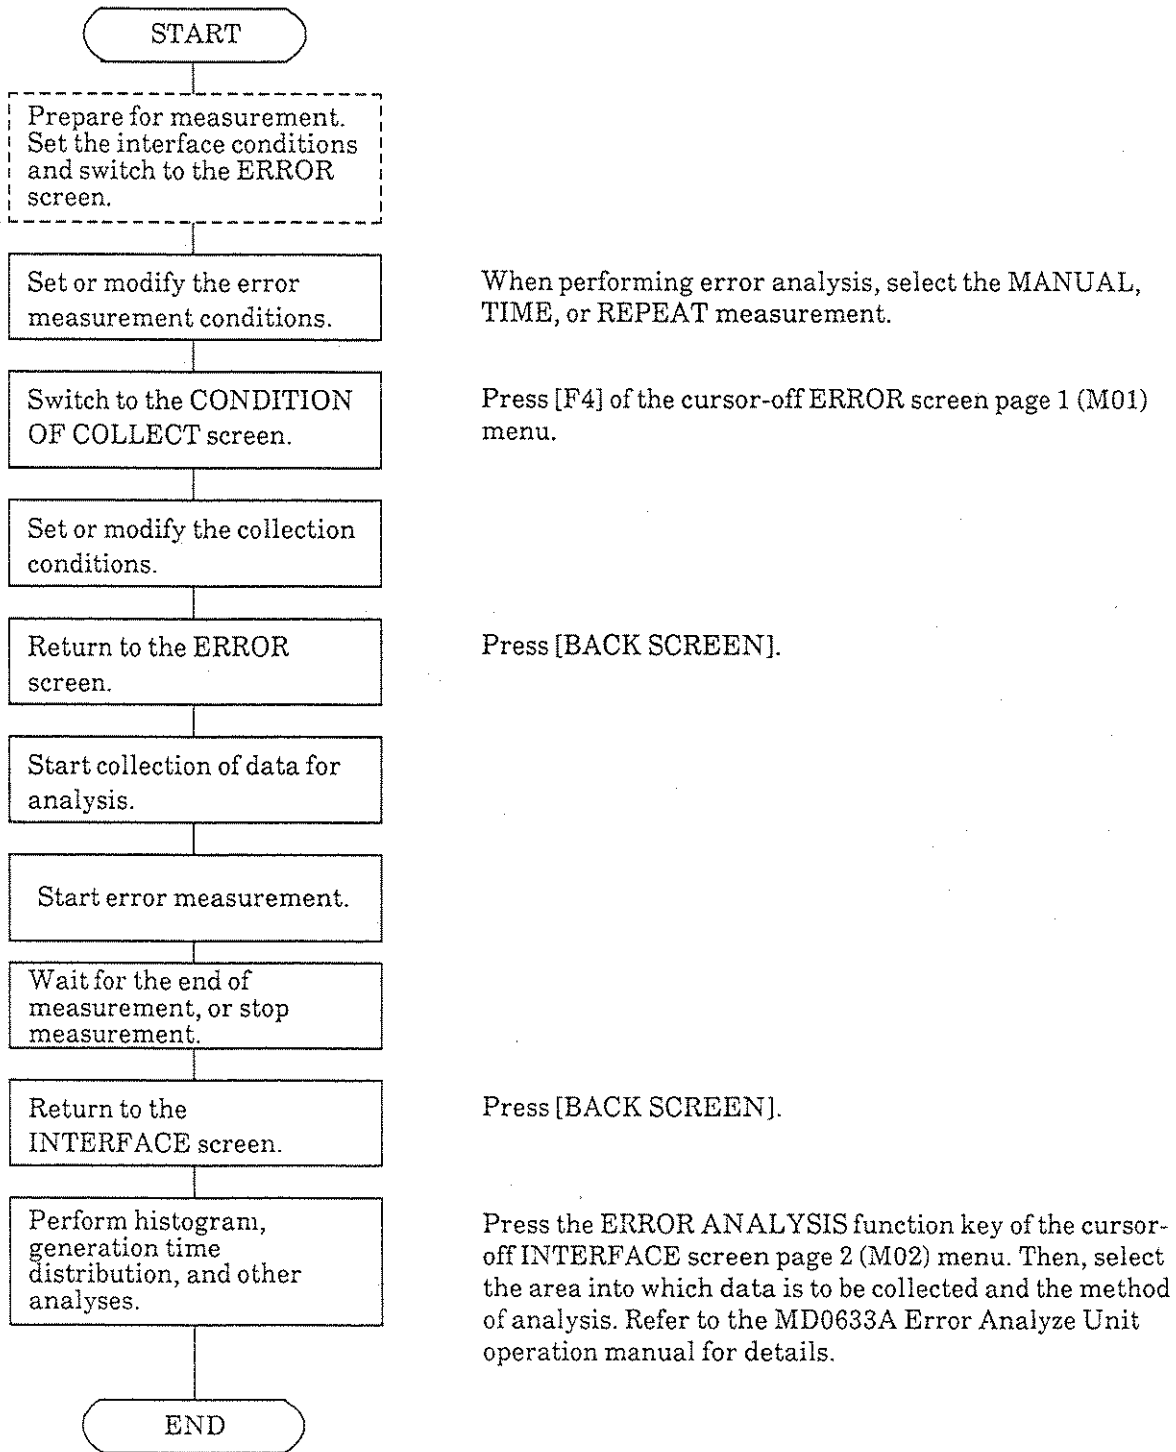 START
Prepare for measurement.
Set the interface conditions
and switch to the ERROR
screen.
Set or modify the error
measurement conditions.
When performing error analysis, select the MANUAL,
TIME, or REPEAT measurement.
Switch to the CONDITION
OF COLLECT screen.
Press [F4] of the cursor-off ERROR screen page 1 (M01)
menu.
Set or modify the collection
conditions.
Return to the ERROR
screen.
Press [BACK SCREEN].
Start collection of data for
analysis.
Start error measurement.
Wait for the end of
measurement, or stop
measurement.
Return to the
INTERFACE screen.
Press [BACK SCREEN].
Perform histogram,
generation time
distribution, and other
analyses.
Press the ERROR ANALYSIS function key of the cursor-
off INTERFACE screen page 2 (M02) menu. Then, select
the area into which data is to be collected and the method
of analysis. Refer to the MD0633A Error Analyze Unit
operation manual for details.
END